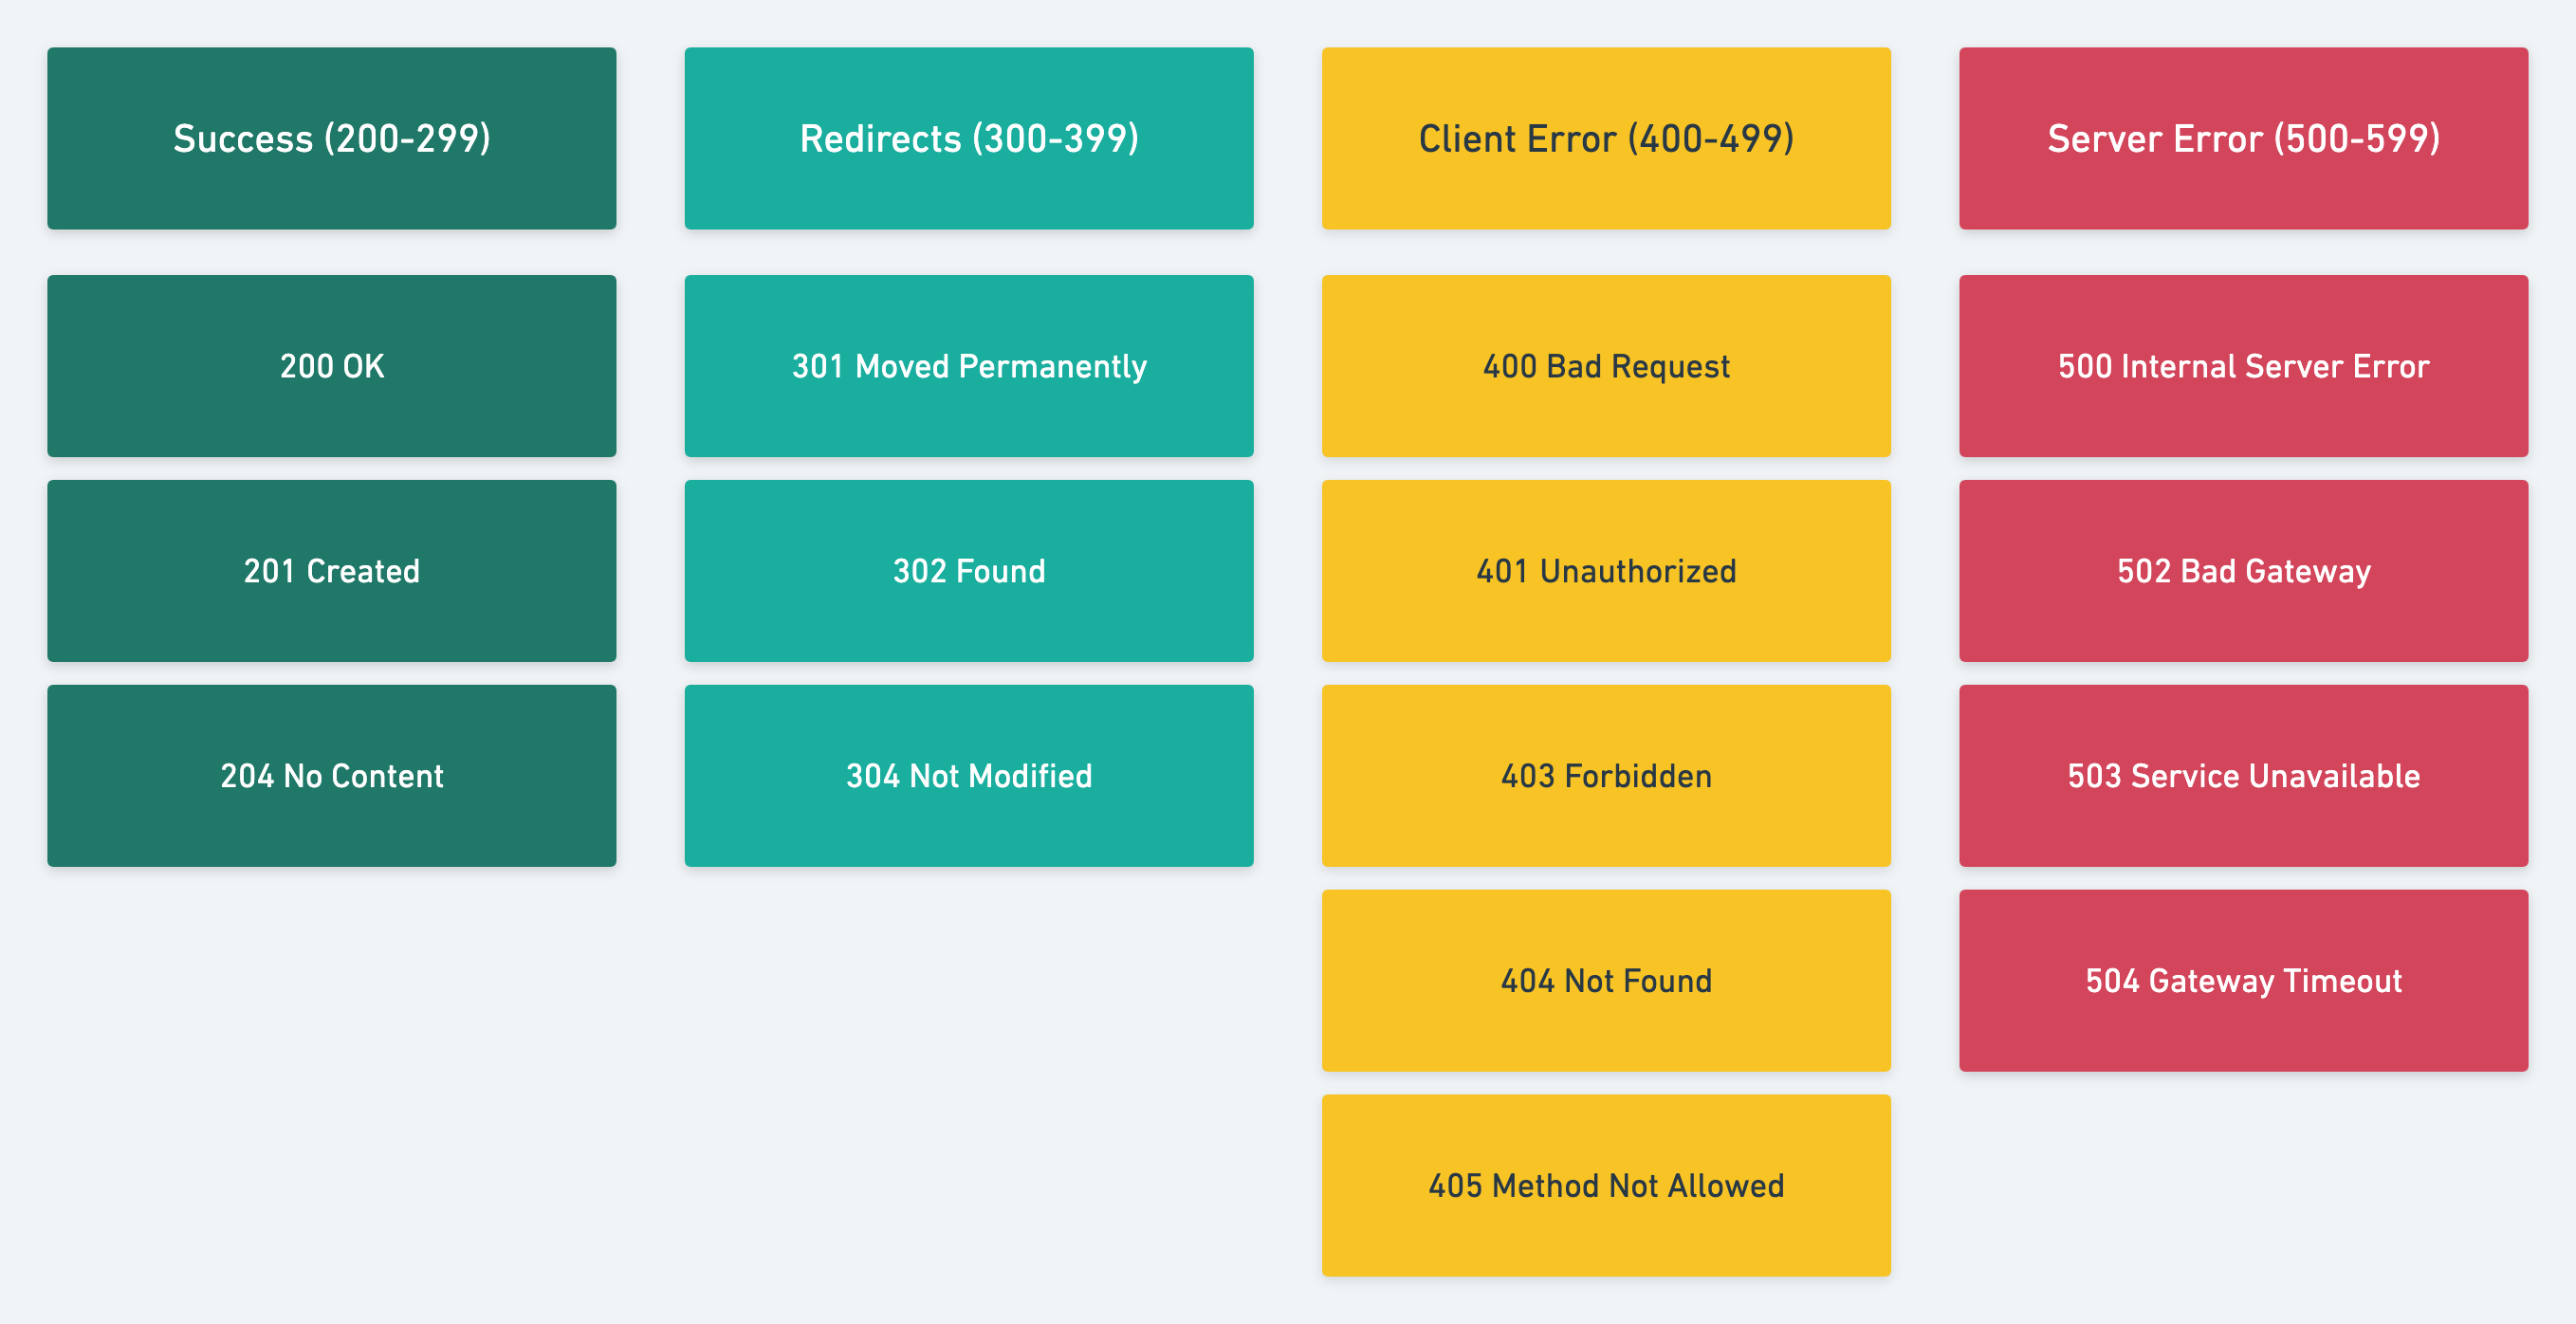 Success (200-299)
200 OK
201 Created
204 No Content
Redirects (300-399)
301 Moved Permanently
302 Found
304 Not Modified
Client Error (400-499)
400 Bad Request
401 Unauthorized
403 Forbidden
404 Not Found
405 Method Not Allowed
Server Error (500-599)
500 Internal Server Error
502 Bad Gateway
503 Service Unavailable
504 Gateway Timeout